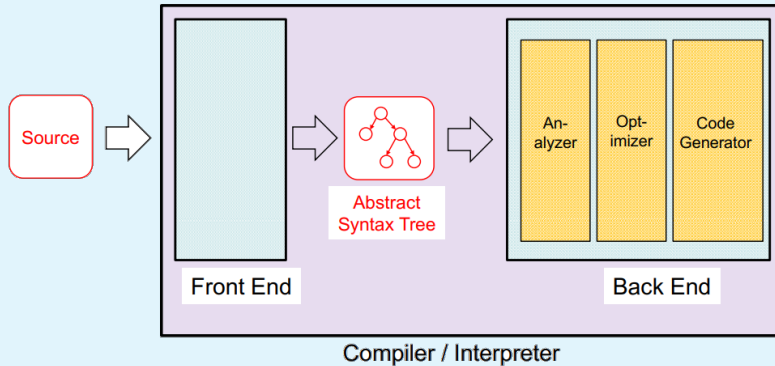 Source
Abstract
Syntax Tree
An-
alyzer
Opt-
imizer
Code
Generator
Front End
Back End
Compiler / Interpreter